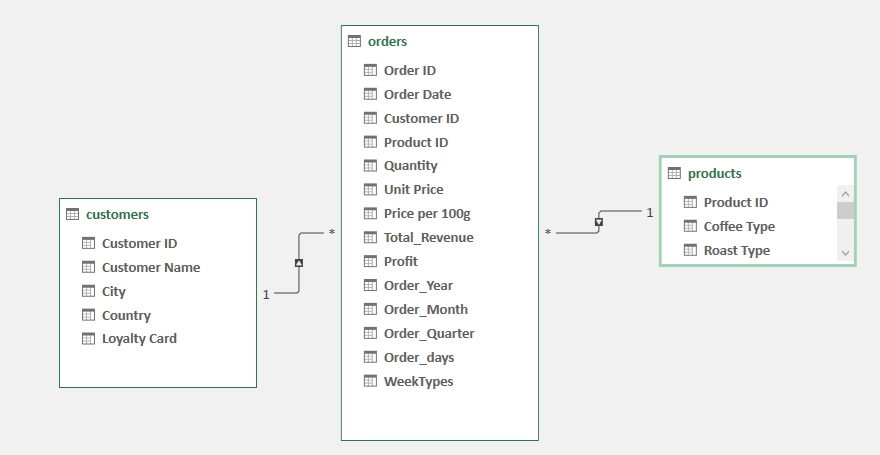 customers
Customer ID
Customer Name
City
Country
Loyalty Card
1
*
orders
Order ID
Order Date
Customer ID
Product ID
Quantity
Unit Price
Price per 100g
Total_Revenue
Profit
Order_Year
Order_Month
Order_Quarter
Order_days
WeekTypes
*
1
products
Product ID
Coffee Type
Roast Type